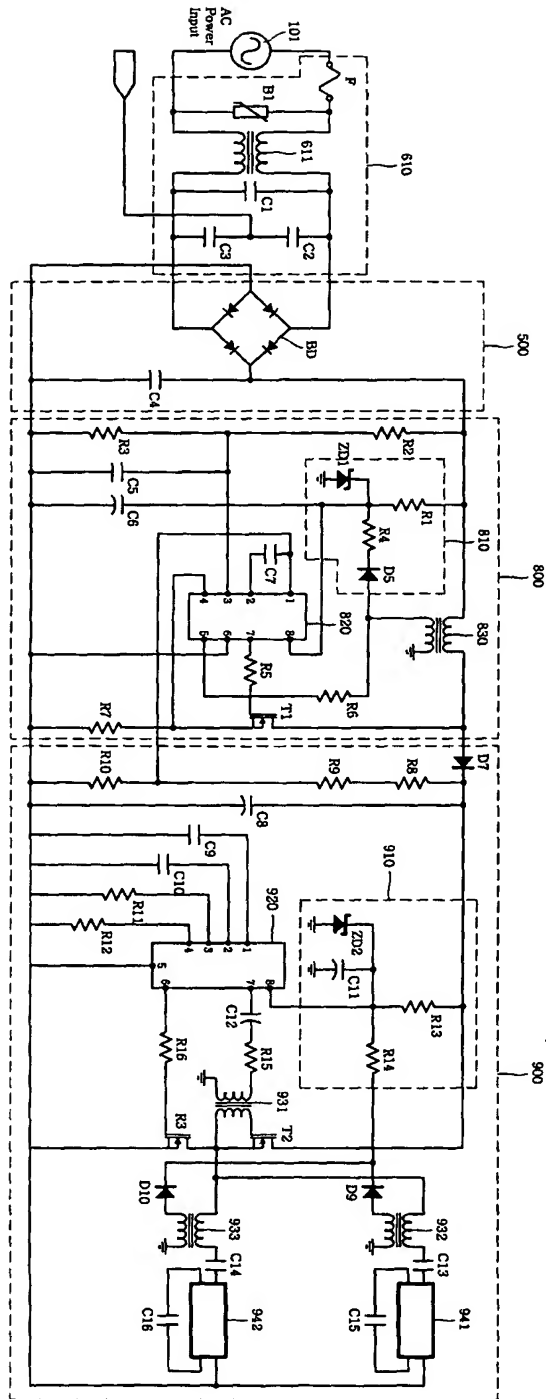 AC
Power
Input
101
F
B1
611
610
C1
C2
C3
BD
500
C4
R3
R2
C5
C6
ZD1
R1
R4
D5
810
800
830
C7
1
2
3
4
5
6
7
8
820
R5
R6
T1
R7
D7
R10
R9
R8
C8
C9
C10
R11
R12
910
920
1
2
3
4
5
6
7
8
ZD2
C11
R13
R14
900
C12
R15
R16
931
T2
R3
D10
D9
933
932
C14
C13
C16
C15
942
941